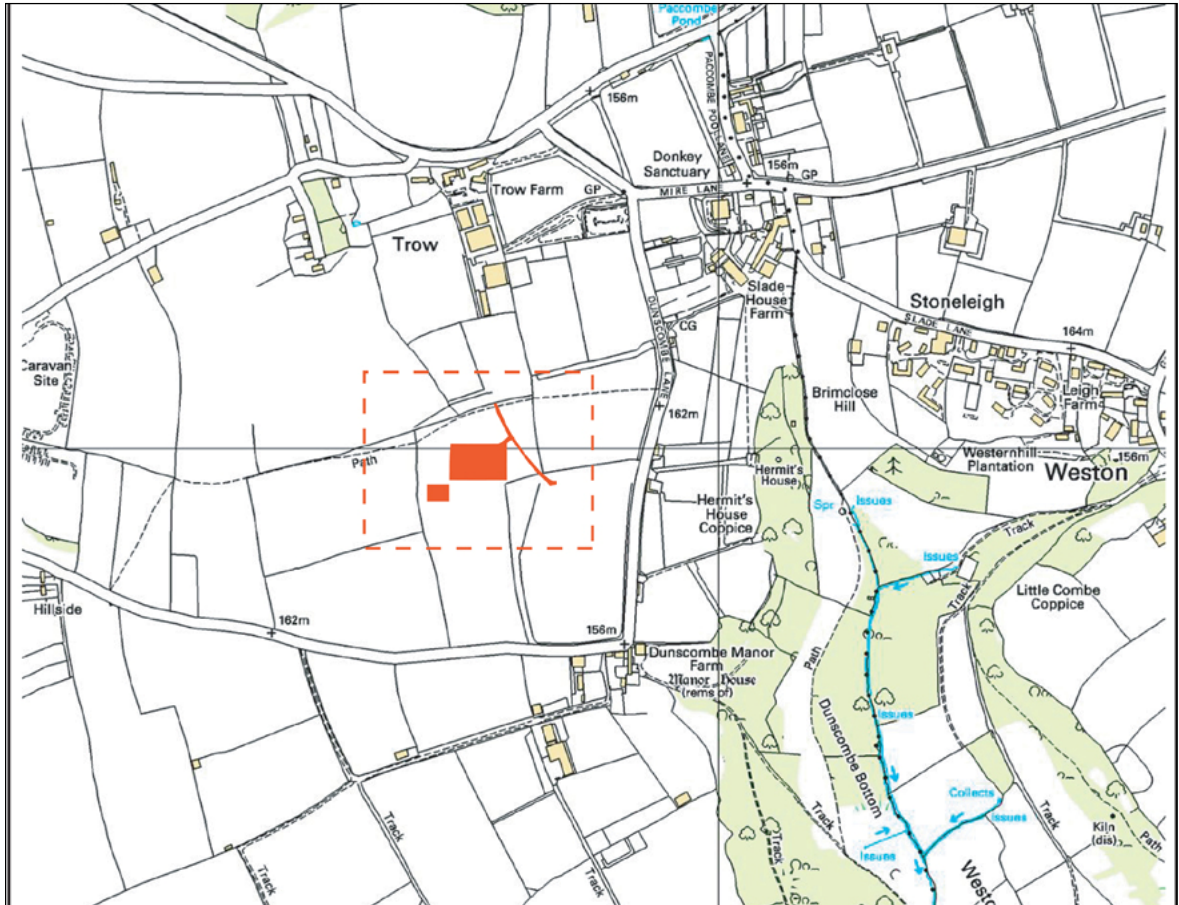 Paccombe
Pond
PACCOMBE POOL LANE
156m
Donkey
Sanctuary
156m
GP
Trow Farm
GP
MIRE LANE
Trow
Slade
House
Farm
Stoneleigh
SLADE LANE
164m
DUNSCOMBE LANE
CG
Caravan
Site
Brimclose
Hill
Leigh
Farm
162m
Path
Hermit's
House
Westernhill
Plantation
156m
Weston
Hermit's
House
Coppice
Spr
Issues
Track
Issues
Track
Little Combe
Coppice
Hillside
162m
156m
Path
Dunscombe Manor
Farm
Manor House
(rems of)
Issues
Dunscombe Bottom
Collects
Issues
Track
Track
Track
Track
Track
Issues
Kiln
(dis)
Path